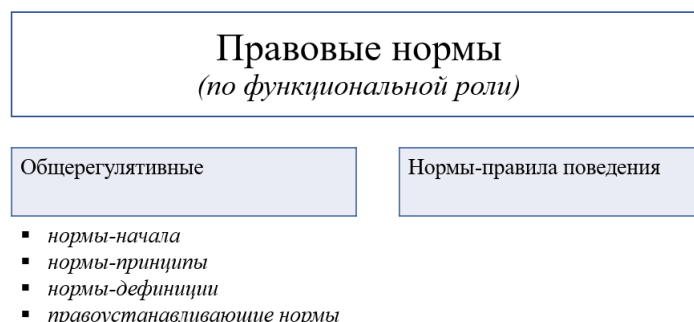 Правовые нормы
(по функциональной роли)
Общерегулятивные
Нормы-правила поведения
▪ нормы-начала
▪ нормы-принципы
▪ нормы-дефиниции
▪ правоустанавливающие нормы